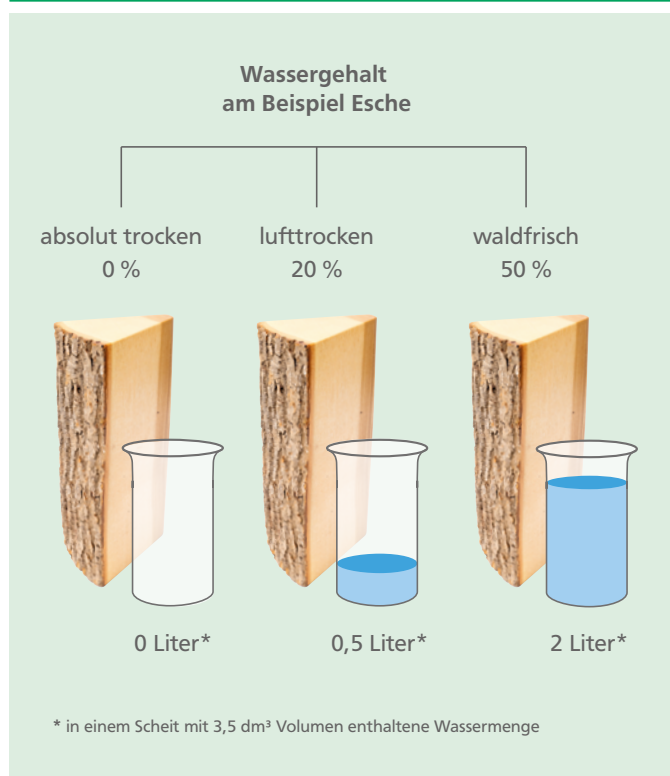 Wassergehalt
am Beispiel Esche
absolut trocken
0 %
lufttrocken
20 %
waldfrisch
50 %
0 Liter*
0,5 Liter*
2 Liter*
* in einem Scheit mit 3,5 dm³ Volumen enthaltene Wassermenge